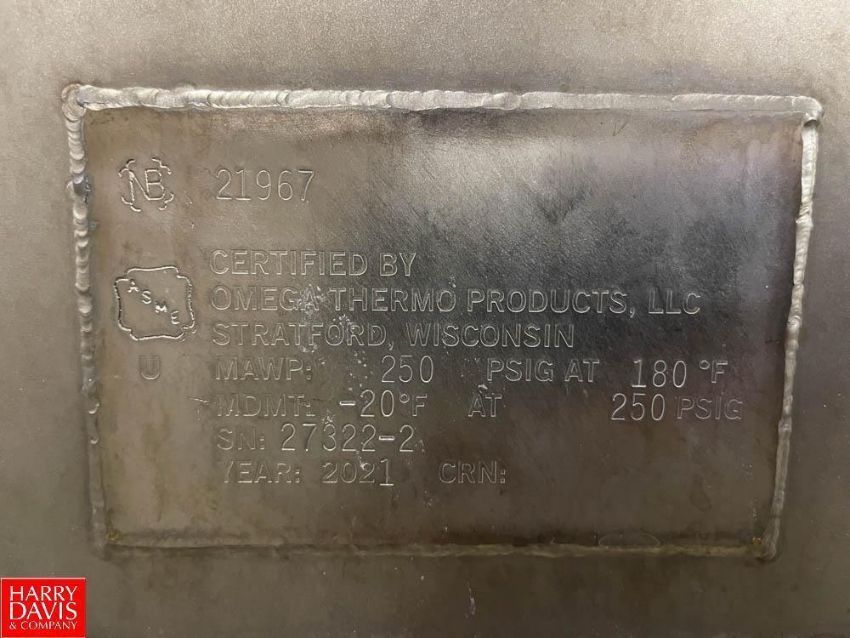 NB 21967
ASME
CERTIFIED BY
OMEGA THERMO PRODUCTS, LLC
STRATFORD, WISCONSIN
U MAWP: 250 PSIG AT 180 °F
MDMT: -20°F AT 250 PSIG
SN: 27322-2
YEAR: 2021 CRN:
HARRY
DAVIS
& COMPANY